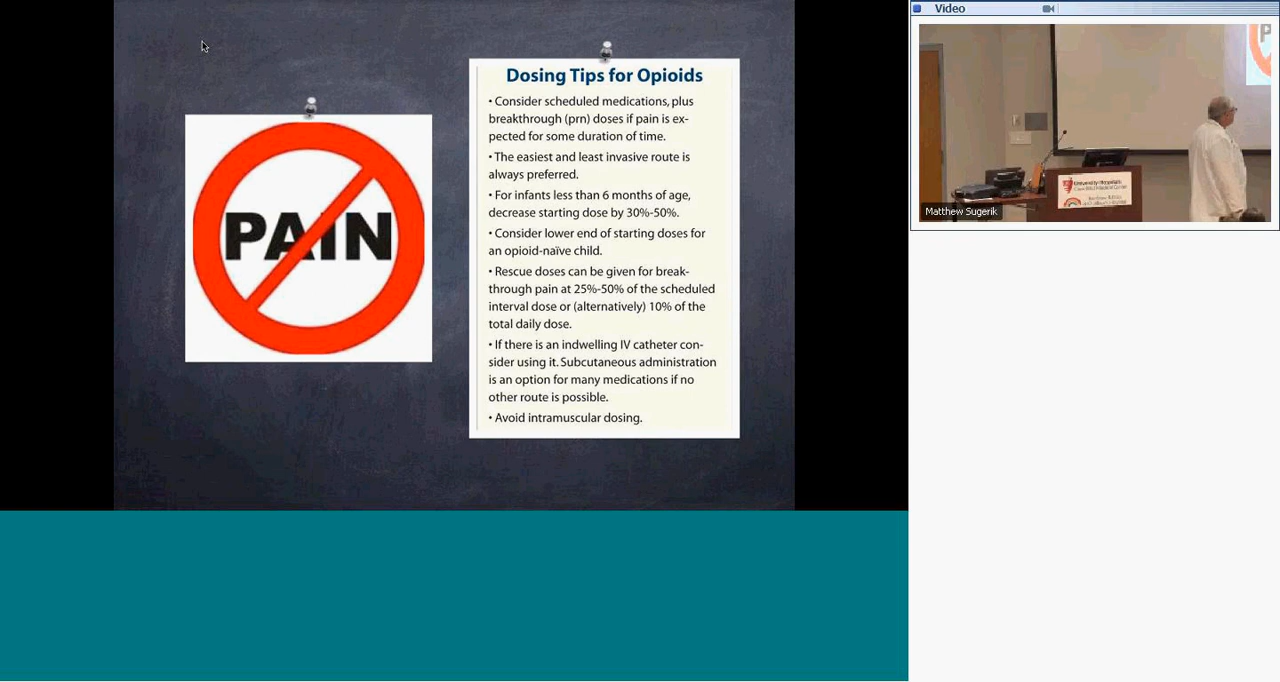 PAIN
Dosing Tips for Opioids
• Consider scheduled medications, plus
breakthrough (prn) doses if pain is ex-
pected for some duration of time.
• The easiest and least invasive route is
always preferred.
• For infants less than 6 months of age,
decrease starting dose by 30%-50%.
• Consider lower end of starting doses for
an opioid-naïve child.
• Rescue doses can be given for break-
through pain at 25%-50% of the scheduled
interval dose or (alternatively) 10% of the
total daily dose.
• If there is an indwelling IV catheter con-
sider using it. Subcutaneous administration
is an option for many medications if no
other route is possible.
• Avoid intramuscular dosing.
Video
University Hospitals
Matthew Sugerik